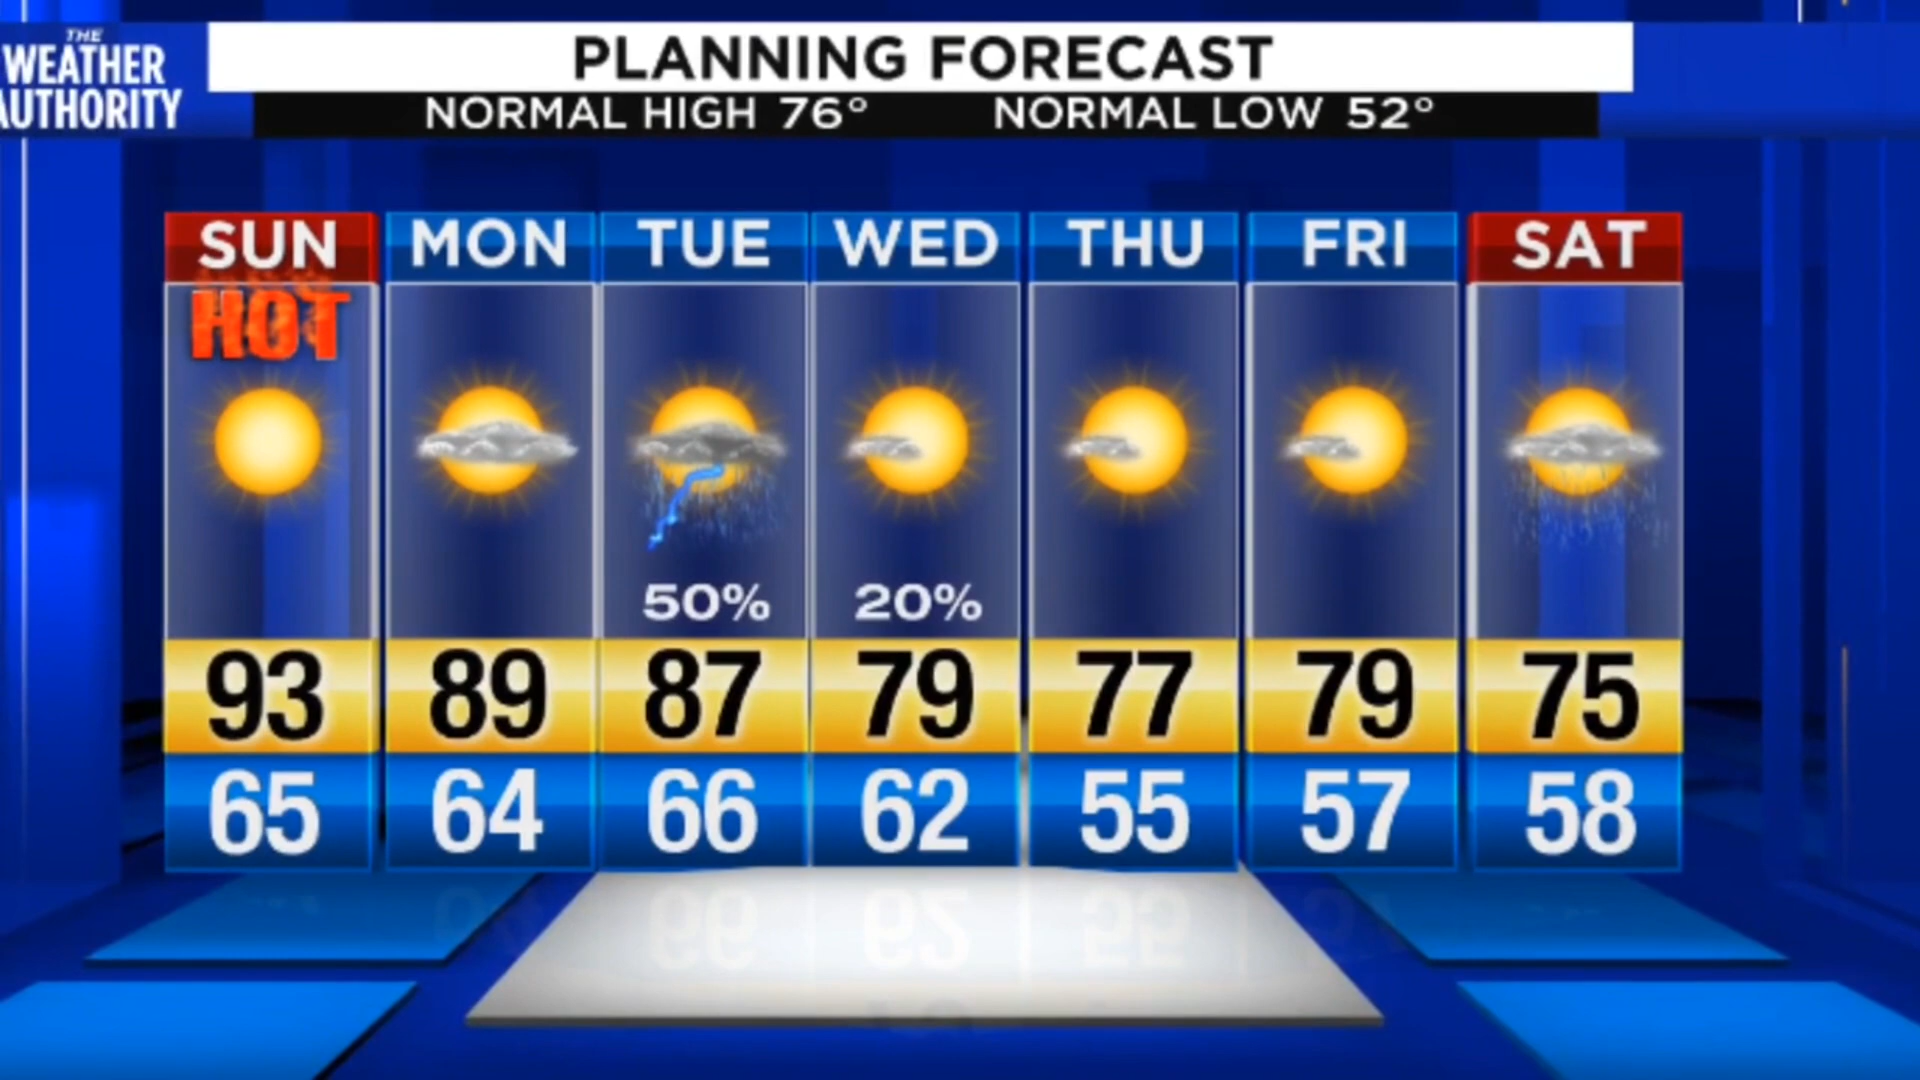 THE
WEATHER
AUTHORITY
PLANNING FORECAST
NORMAL HIGH 76° NORMAL LOW 52°
SUN MON TUE WED THU FRI SAT
HOT
50% 20%
93 89 87 79 77 79 75
65 64 66 62 55 57 58